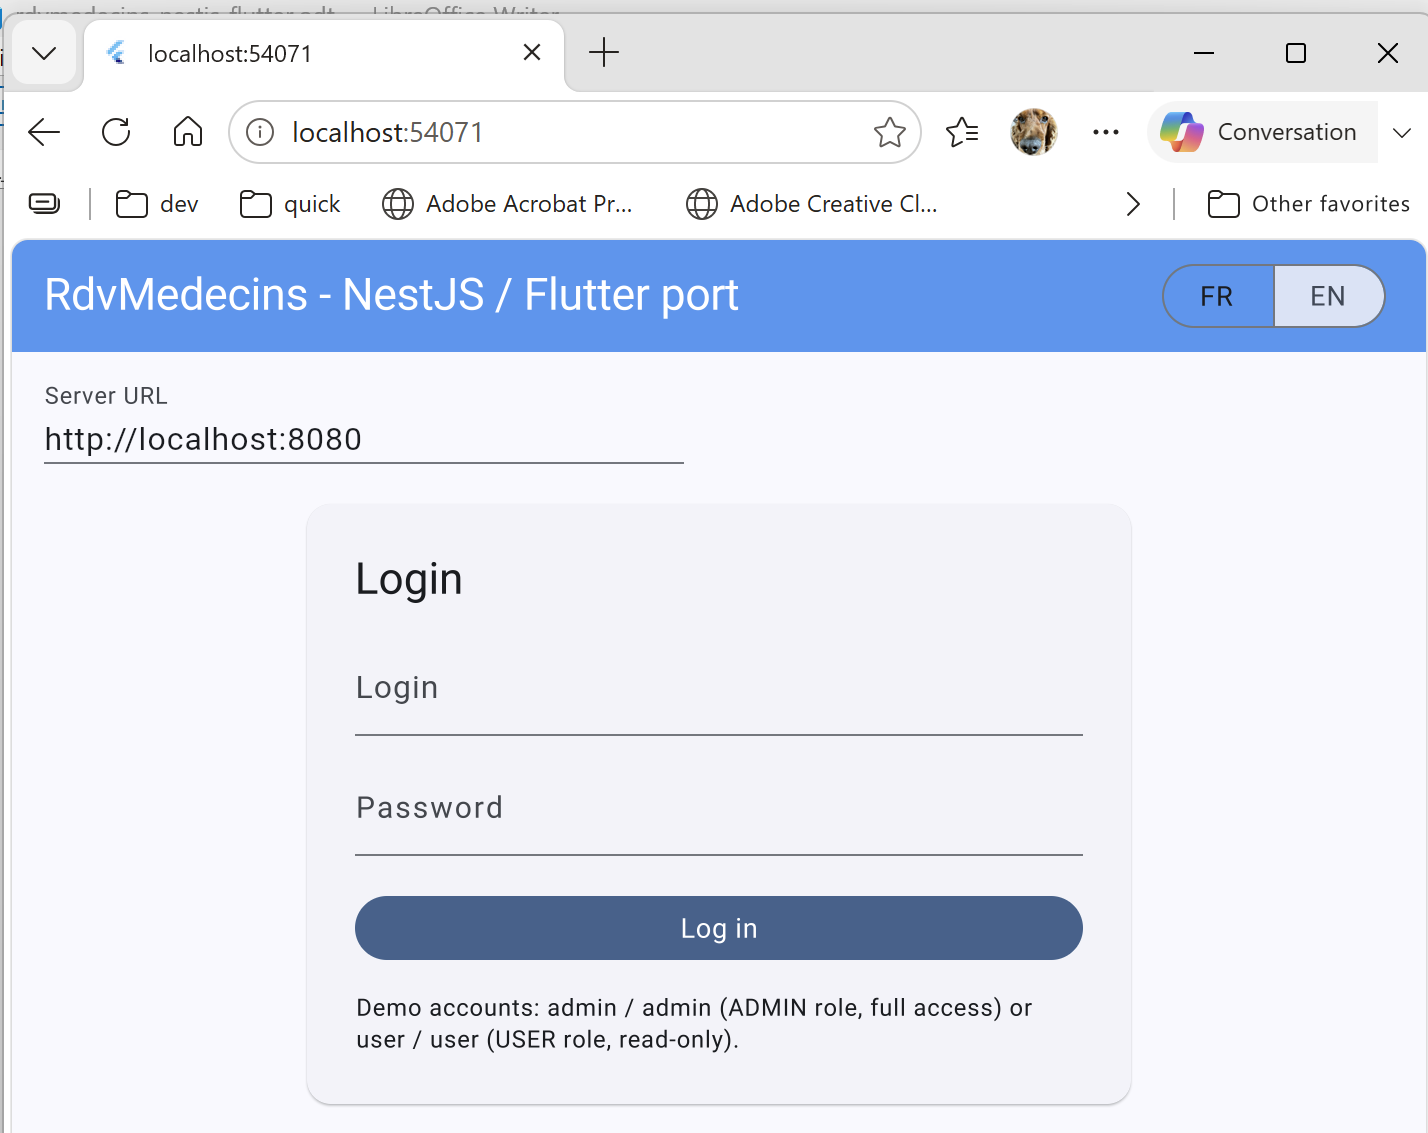 localhost:54071
localhost:54071
Conversation
dev
quick
Adobe Acrobat Pr...
Adobe Creative Cl...
Other favorites
RdvMedecins - NestJS / Flutter port
FR
EN
Server URL
http://localhost:8080
Login
Login
Password
Log in
Demo accounts: admin / admin (ADMIN role, full access) or
user / user (USER role, read-only).